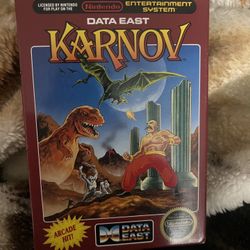 LICENSED BY NINTENDO
FOR PLAY ON THE
Nintendo
ENTERTAINMENT
SYSTEM
DATA EAST
KARNOV
ARCADE
HIT!
DATA
EAST